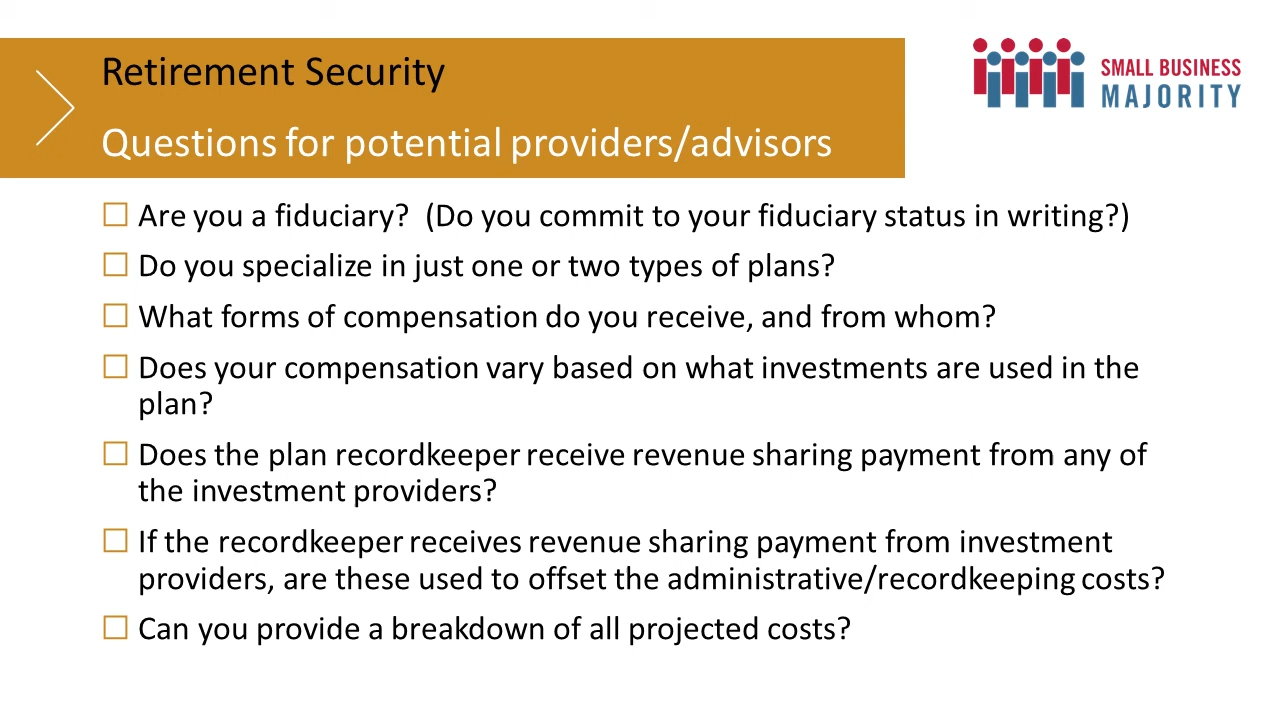 Retirement Security
Questions for potential providers/advisors
SMALL BUSINESS
MAJORITY
Are you a fiduciary?  (Do you commit to your fiduciary status in writing?)
Do you specialize in just one or two types of plans?
What forms of compensation do you receive, and from whom?
Does your compensation vary based on what investments are used in the
plan?
Does the plan recordkeeper receive revenue sharing payment from any of
the investment providers?
If the recordkeeper receives revenue sharing payment from investment
providers, are these used to offset the administrative/recordkeeping costs?
Can you provide a breakdown of all projected costs?